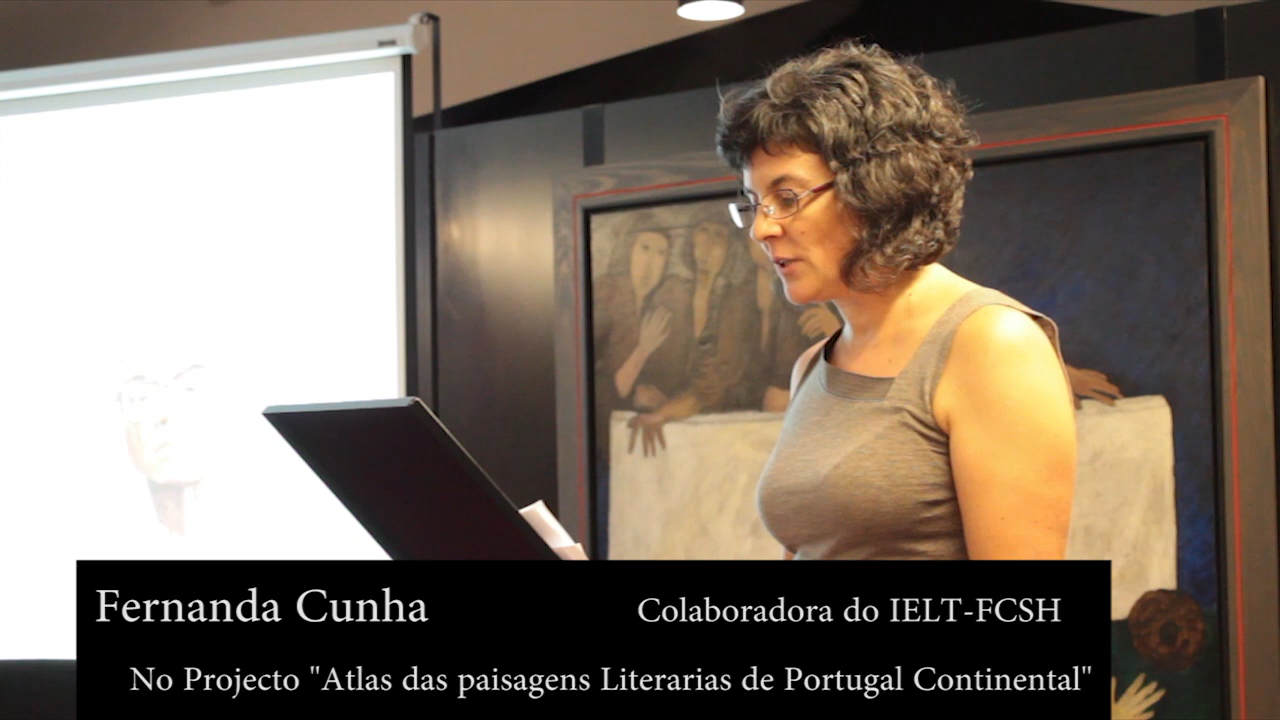 Fernanda Cunha Colaboradora do IELT-FCSH
No Projecto "Atlas das paisagens Literarias de Portugal Continental"